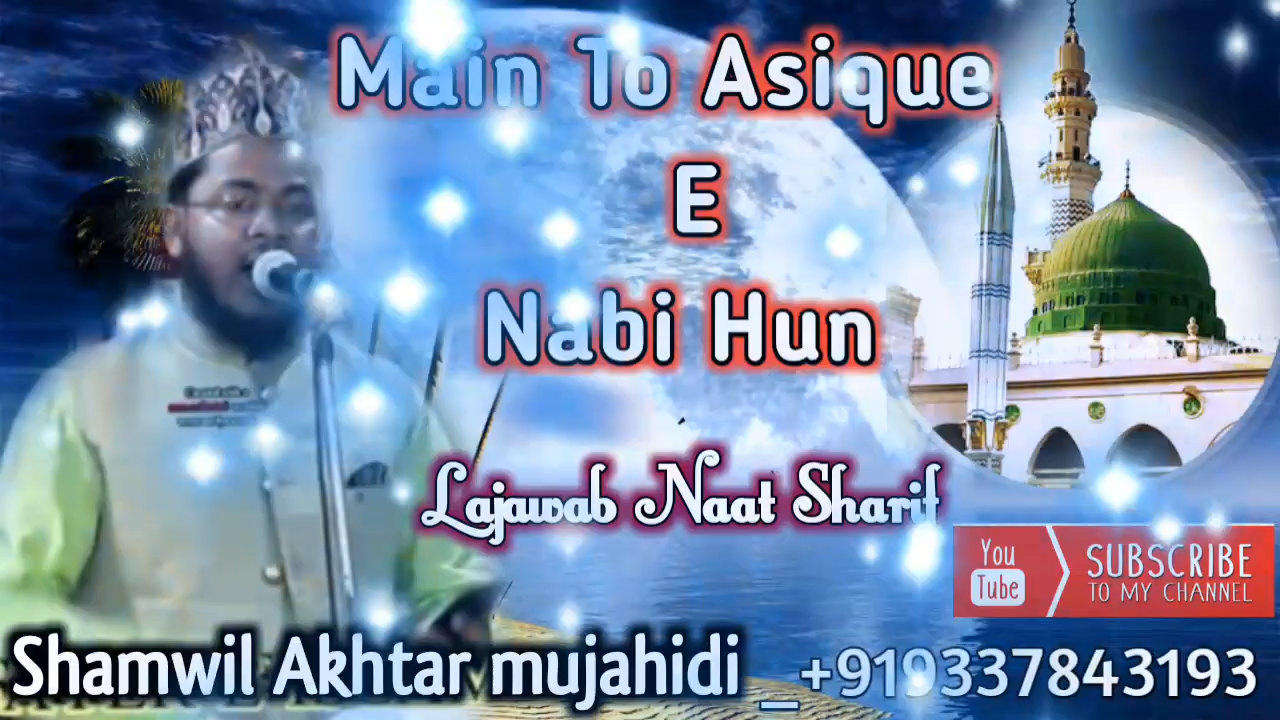 Main To Asique
E
Nabi Hun
Lajawab Naat Sharif
You
Tube
SUBSCRIBE
TO MY CHANNEL
Shamwil Akhtar mujahidi _+919337843193